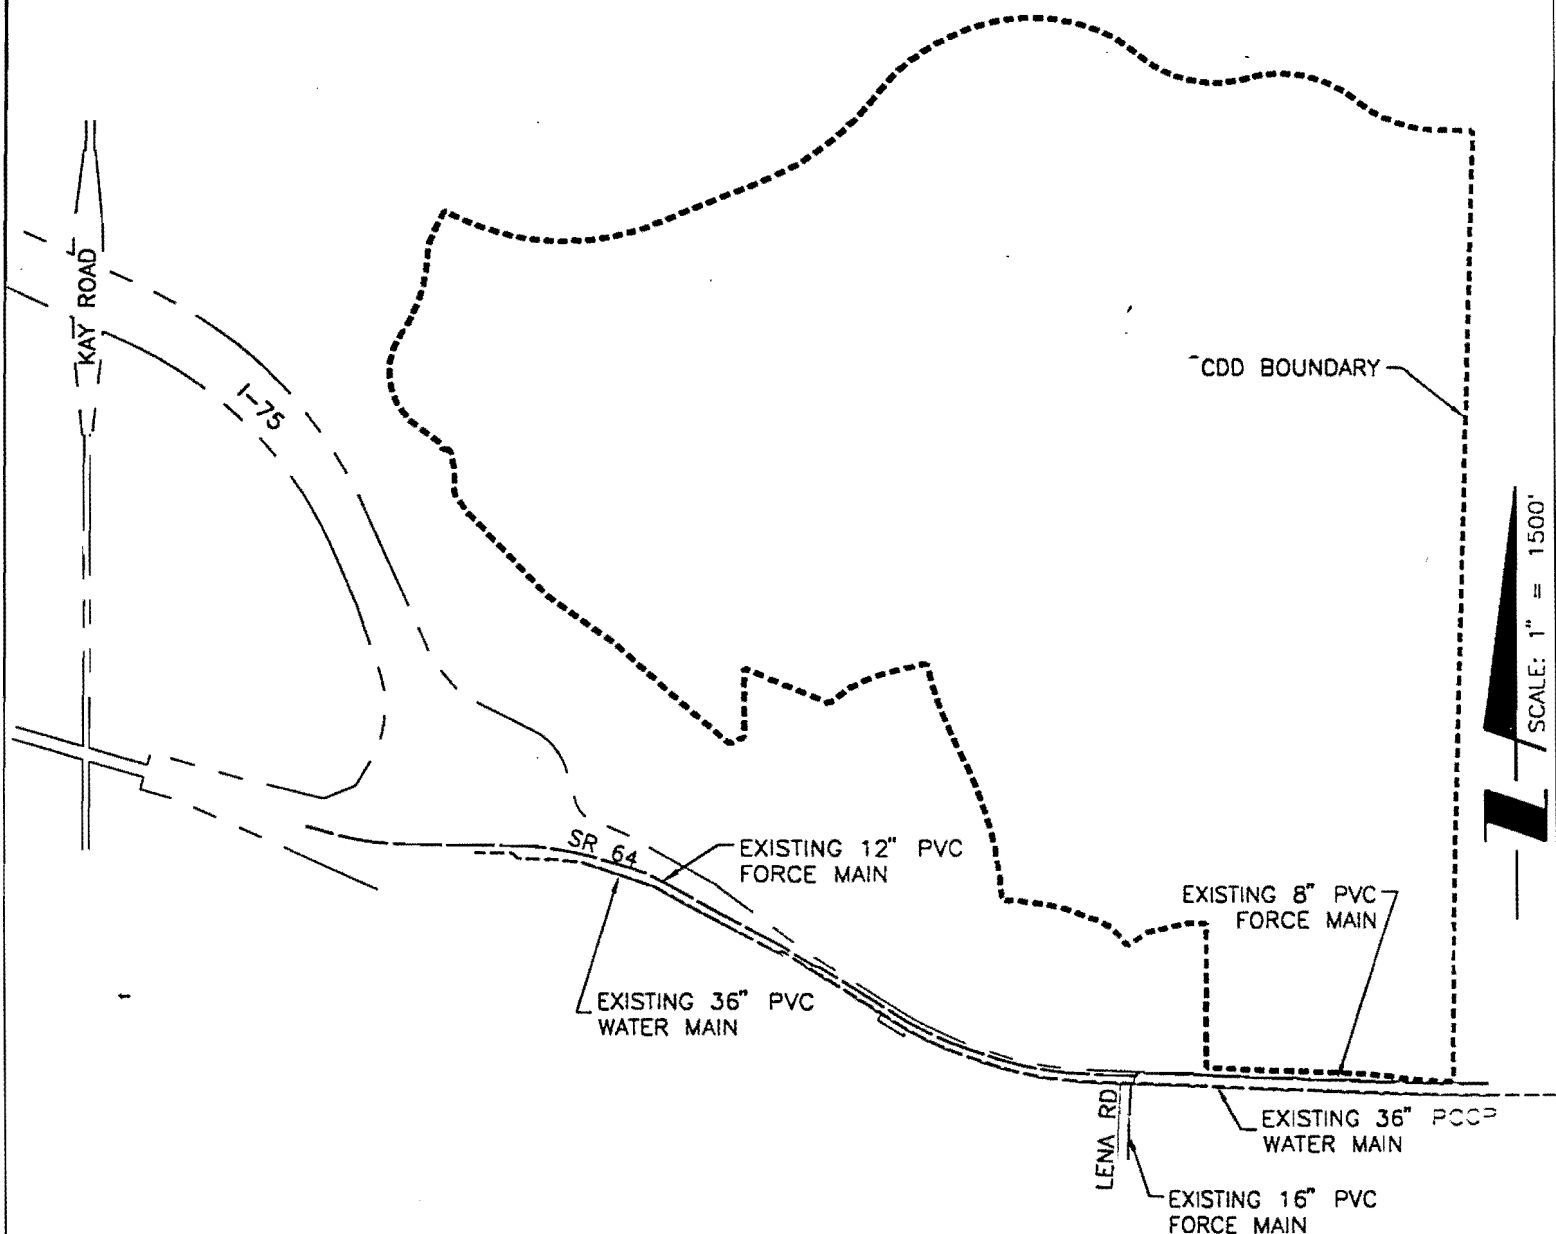 KAY ROAD
I-75
CDD BOUNDARY
SCALE: 1" = 1500'
SR 64
EXISTING 12" PVC
FORCE MAIN
EXISTING 8" PVC
FORCE MAIN
EXISTING 36" PVC
WATER MAIN
LENA RD
EXISTING 36" PCCP
WATER MAIN
EXISTING 16" PVC
FORCE MAIN